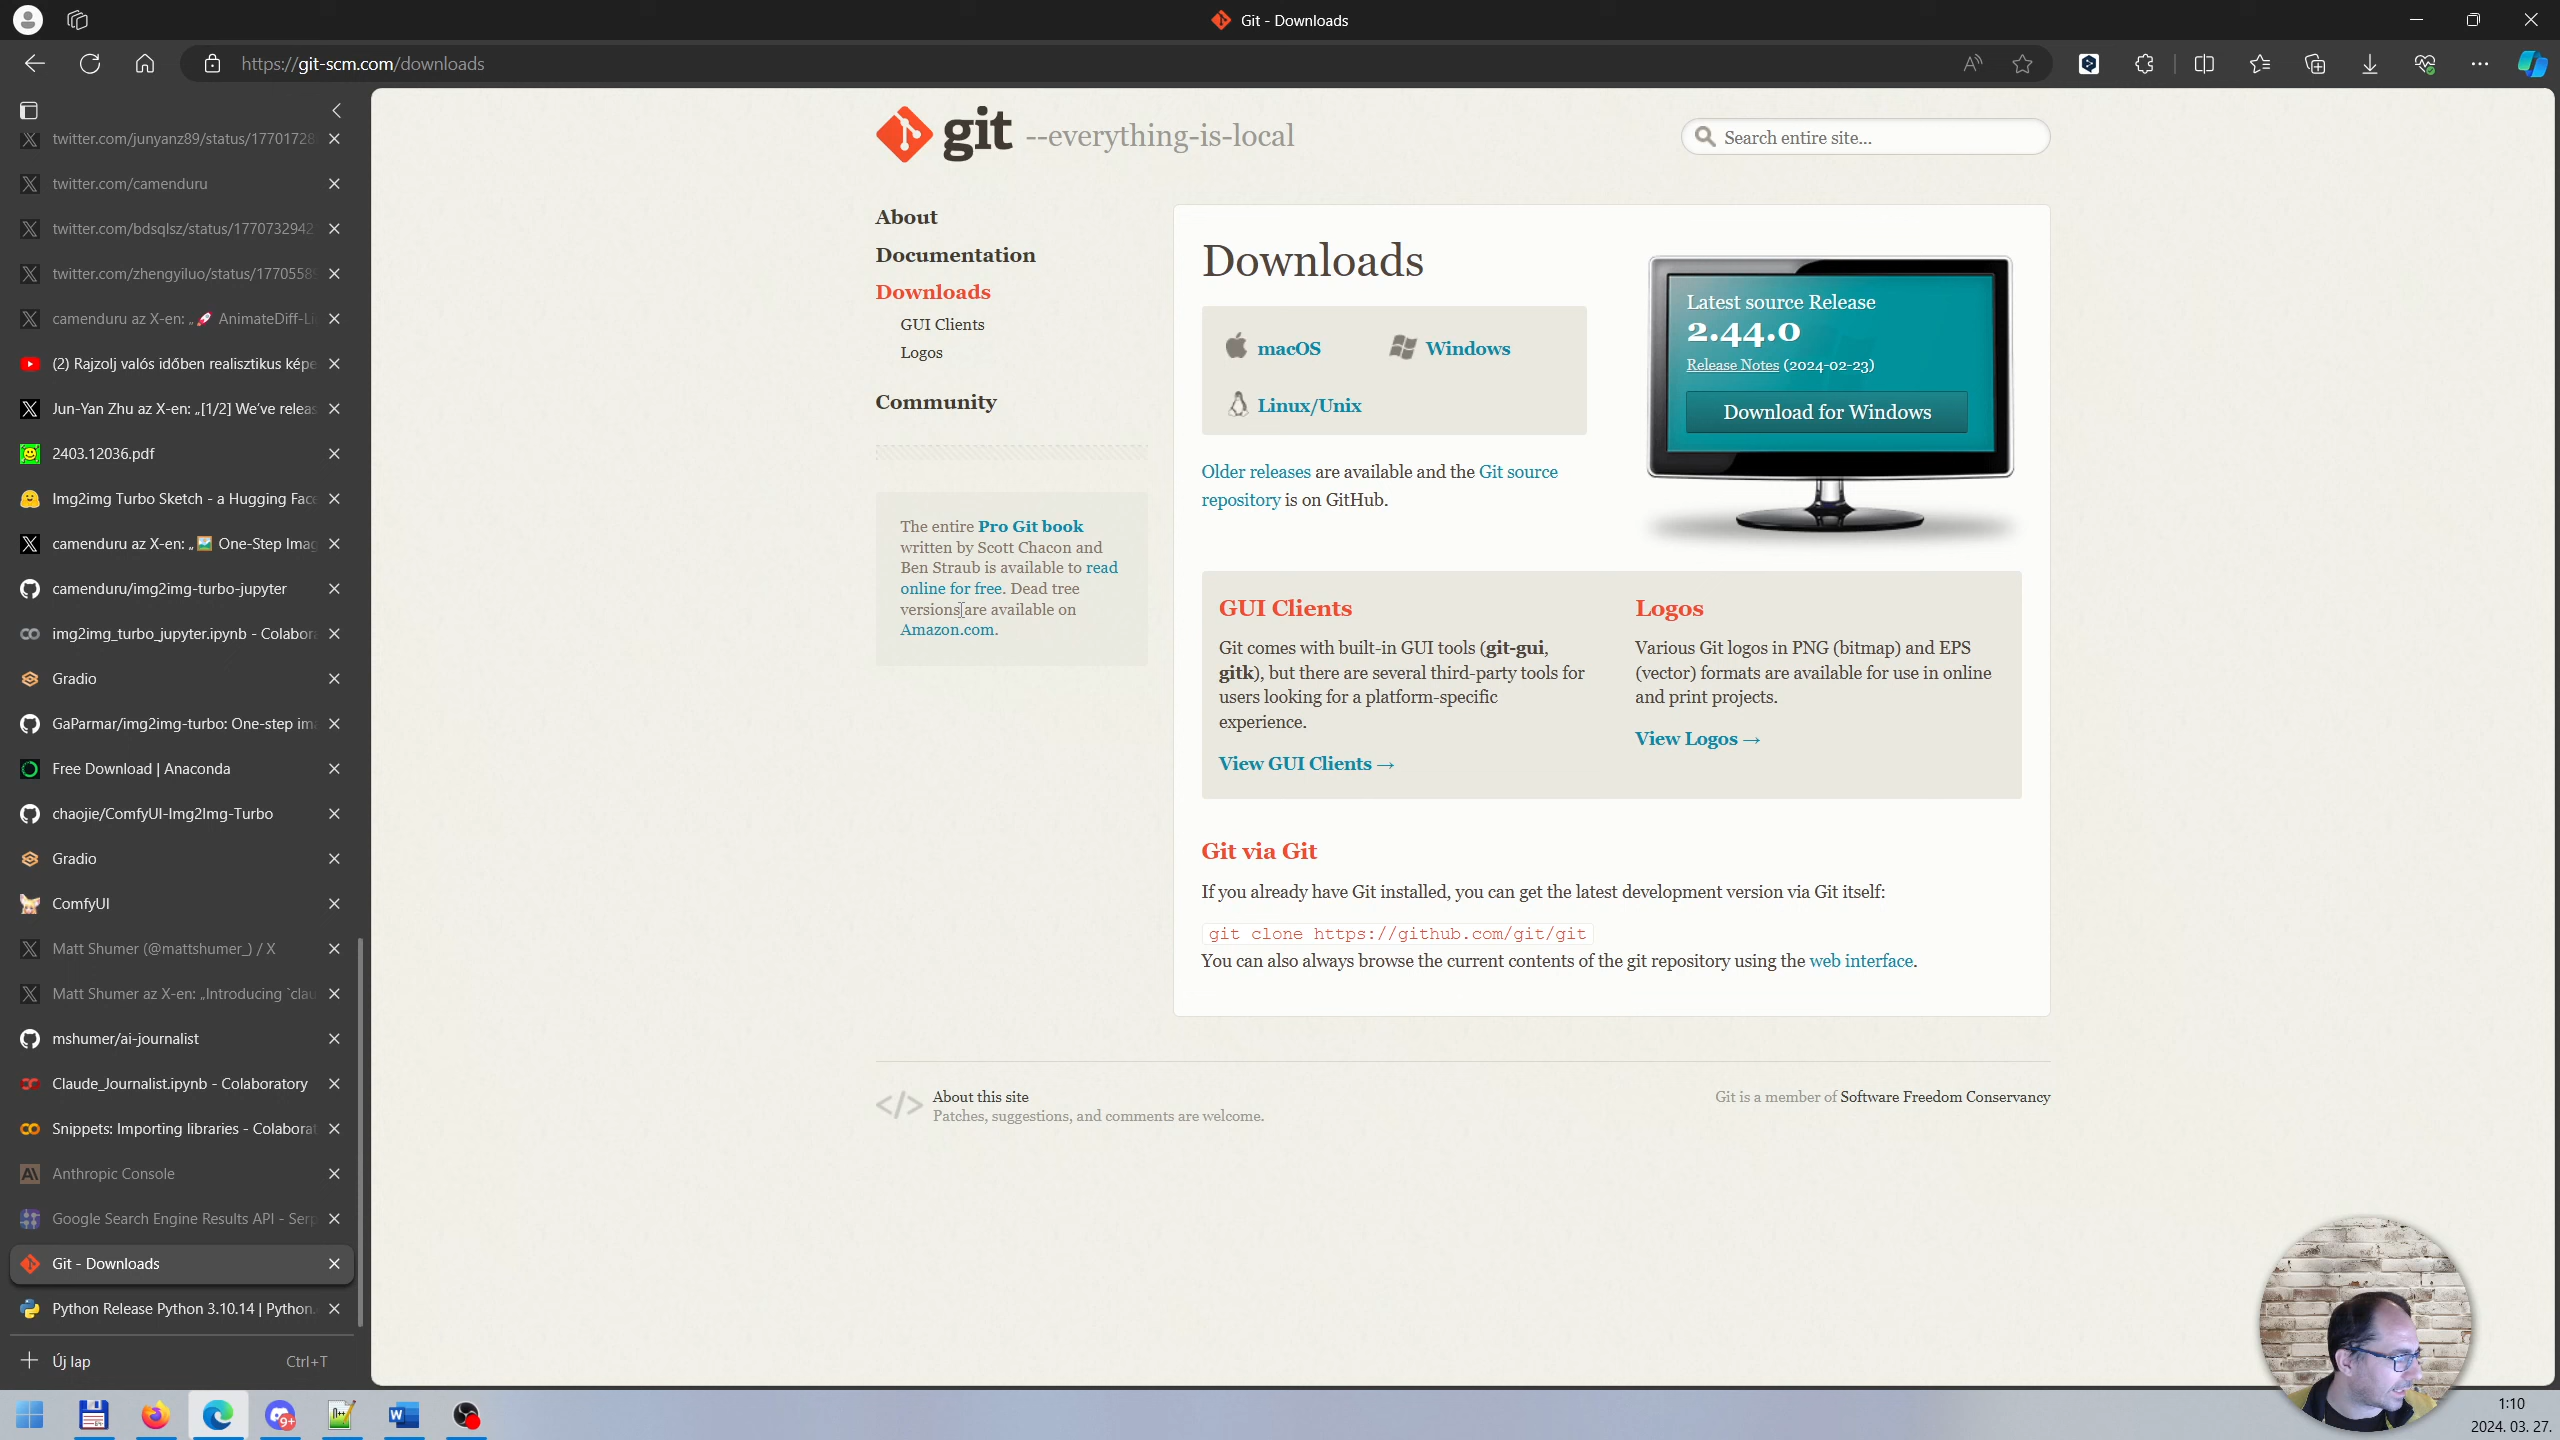 Git - Downloads
https://git-scm.com/downloads
twitter.com/junyanz89/status/1770172
twitter.com/camenduru
twitter.com/bdsqlsz/status/1770732942
twitter.com/zhengyiluo/status/1770558
camenduru az X-en: „🚀 AnimateDiff-Li
(2) Rajzolj valós időben realisztikus képe
Jun-Yan Zhu az X-en: „[1/2] We've releas
2403.12036.pdf
Img2img Turbo Sketch - a Hugging Face
camenduru az X-en: „🖼️ One-Step Imag
camenduru/img2img-turbo-jupyter
img2img_turbo_jupyter.ipynb - Colabora
Gradio
GaParmar/img2img-turbo: One-step im
Free Download | Anaconda
chaojie/ComfyUI-Img2Img-Turbo
Gradio
ComfyUI
Matt Shumer (@mattshumer_) / X
Matt Shumer az X-en: „Introducing `clau
mshumer/ai-journalist
Claude_Journalist.ipynb - Colaboratory
Snippets: Importing libraries - Colaborat
Anthropic Console
Google Search Engine Results API - Serp
Git - Downloads
Python Release Python 3.10.14 | Python.
Új lap Ctrl+T
git --everything-is-local
Search entire site...
About
Documentation
Downloads
GUI Clients
Logos
Community
The entire Pro Git book
written by Scott Chacon and
Ben Straub is available to read
online for free. Dead tree
versions are available on
Amazon.com.
Downloads
macOS Windows
Linux/Unix
Older releases are available and the Git source
repository is on GitHub.
Latest source Release
2.44.0
Release Notes (2024-02-23)
Download for Windows
GUI Clients
Git comes with built-in GUI tools (git-gui,
gitk), but there are several third-party tools for
users looking for a platform-specific
experience.
View GUI Clients →
Logos
Various Git logos in PNG (bitmap) and EPS
(vector) formats are available for use in online
and print projects.
View Logos →
Git via Git
If you already have Git installed, you can get the latest development version via Git itself:
git clone https://github.com/git/git
You can also always browse the current contents of the git repository using the web interface.
</> About this site
Patches, suggestions, and comments are welcome.
Git is a member of Software Freedom Conservancy
9+
1:10
2024. 03. 27.